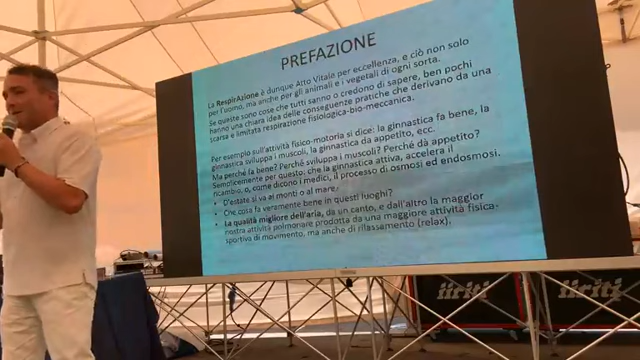 PREFAZIONE
La RespirAzione è dunque Atto Vitale per eccellenza, e ciò non solo
per l'uomo, ma anche per gli animali e i vegetali di ogni sorta.
Se queste sono cose che tutti sanno o credono di sapere, ben pochi
hanno una chiara idea delle conseguenze pratiche che derivano da una
scarsa e limitata respirazione fisiologica-bio-meccanica.
Per esempio sull'attività fisico-motoria si dice: la ginnastica fa bene, la
ginnastica sviluppa i muscoli, la ginnastica dà appetito, ecc.
Ma perché fa bene? Perché sviluppa i muscoli? Perché dà appetito?
Semplicemente per questo: che la ginnastica attiva, accelera il
ricambio, o, come dicono i medici, il processo di osmosi ed endosmosi.
• D'estate si va ai monti o al mare:
• Che cosa fa veramente bene in questi luoghi?
• La qualità migliore dell'aria, da un canto, e dall'altro la maggior
nostra attività polmonare prodotta da una maggiore attività fisica-
sportivo di movimento, ma anche di rilassamento (relax).
iiriti
iiriti